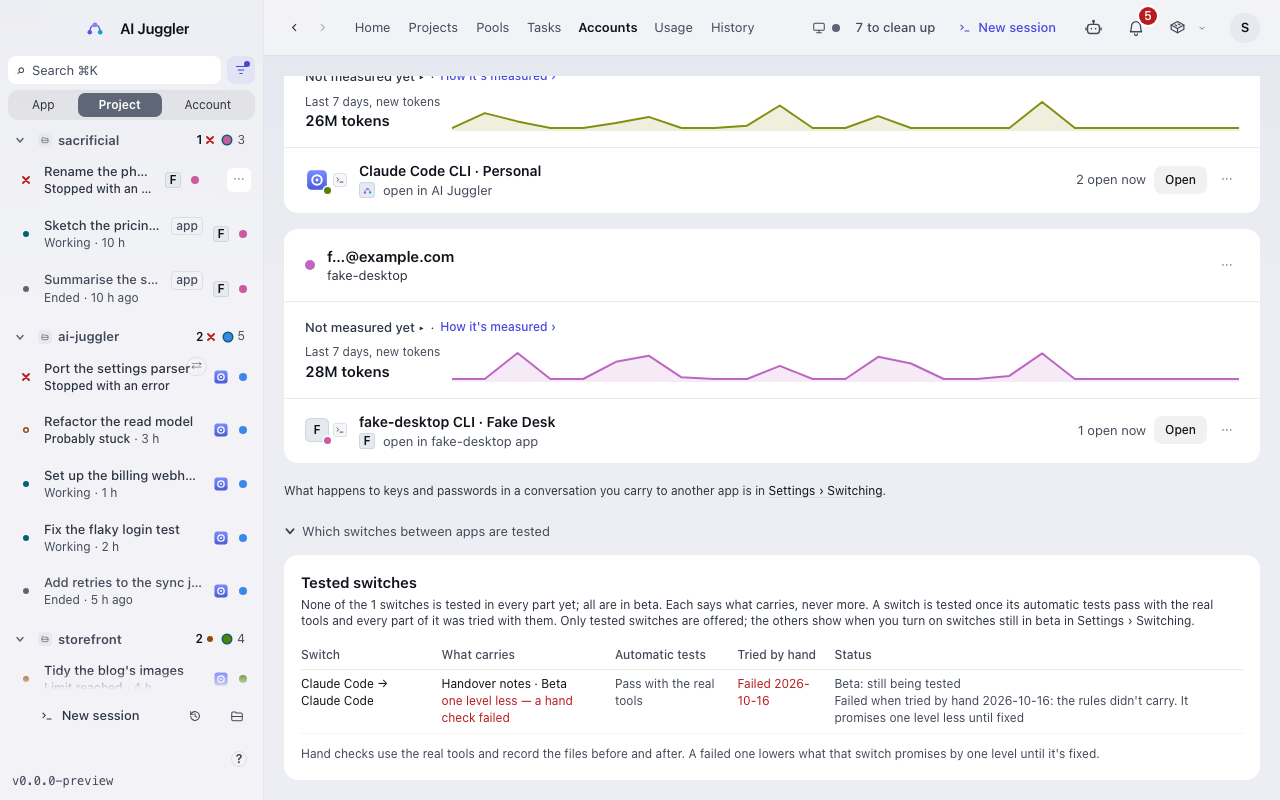 AI Juggler
Search ⌘K
App Project Account
sacrificial 1 3
Rename the ph... F
Stopped with an ...
Sketch the pricin... app F
Working · 10 h
Summarise the s... app F
Ended · 10 h ago
ai-juggler 2 5
Port the settings parser
Stopped with an error
Refactor the read model
Probably stuck · 3 h
Set up the billing webh...
Working · 1 h
Fix the flaky login test
Working · 2 h
Add retries to the sync j...
Ended · 5 h ago
storefront 2 4
Tidy the blog's images
Limit reached · 4 h
New session
?
v0.0.0-preview
Home Projects Pools Tasks Accounts Usage History 7 to clean up New session 5 S
Not measured yet · How it's measured ›
Last 7 days, new tokens
26M tokens
Claude Code CLI · Personal
open in AI Juggler
2 open now Open ...
f...@example.com
fake-desktop
...
Not measured yet · How it's measured ›
Last 7 days, new tokens
28M tokens
F fake-desktop CLI · Fake Desk
F open in fake-desktop app
1 open now Open ...
What happens to keys and passwords in a conversation you carry to another app is in Settings › Switching.
Which switches between apps are tested
Tested switches
None of the 1 switches is tested in every part yet; all are in beta. Each says what carries, never more. A switch is tested once its automatic tests pass with the real
tools and every part of it was tried with them. Only tested switches are offered; the others show when you turn on switches still in beta in Settings › Switching.
Switch What carries Automatic tests Tried by hand Status
Claude Code → Handover notes · Beta Pass with the real Failed 2026- Beta: still being tested
Claude Code one level less — a hand tools 10-16 Failed when tried by hand 2026-10-16: the rules didn't carry. It
check failed promises one level less until fixed
Hand checks use the real tools and record the files before and after. A failed one lowers what that switch promises by one level until it's fixed.